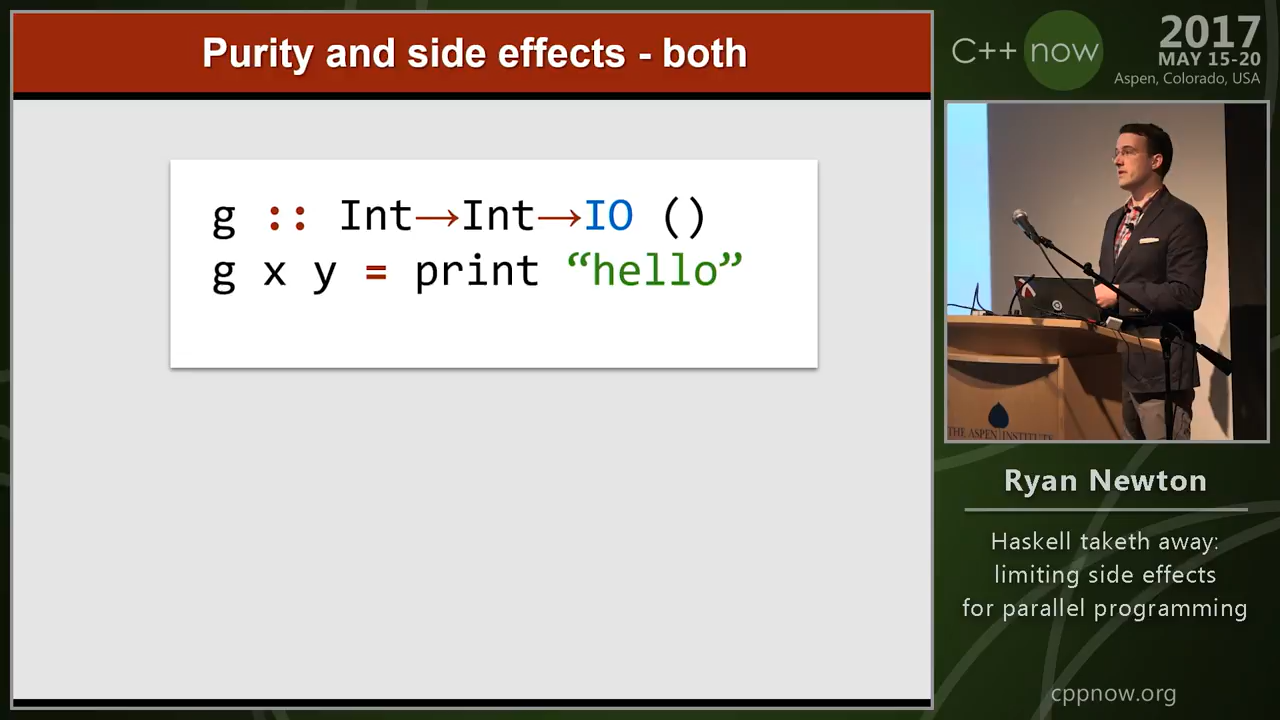 Purity and side effects - both
g :: Int→Int→IO ()
g x y = print “hello”
C++ now
2017
MAY 15-20
Aspen, Colorado, USA
THE ASPEN INSTITUTE
Ryan Newton
Haskell taketh away:
limiting side effects
for parallel programming
cppnow.org